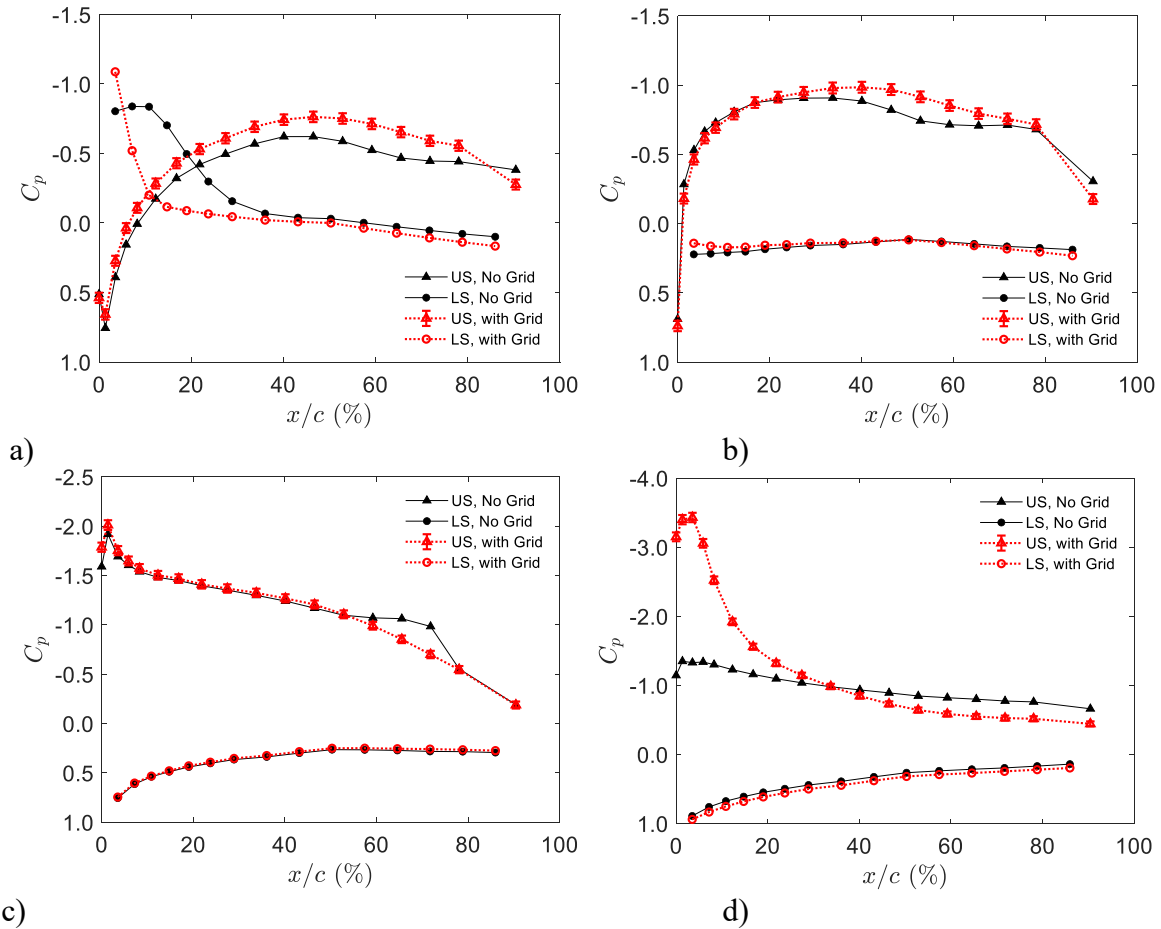 -1.5
-1.0
-0.5
0.0
0.5
1.0
C_p
0 20 40 60 80 100
x/c (%)
US, No Grid
LS, No Grid
US, with Grid
LS, with Grid
a)
-1.5
-1.0
-0.5
0.0
0.5
1.0
C_p
0 20 40 60 80 100
x/c (%)
US, No Grid
LS, No Grid
US, with Grid
LS, with Grid
b)
-2.5
-2.0
-1.5
-1.0
-0.5
0.0
0.5
1.0
C_p
0 20 40 60 80 100
x/c (%)
US, No Grid
LS, No Grid
US, with Grid
LS, with Grid
c)
-4.0
-3.0
-2.0
-1.0
0.0
1.0
C_p
0 20 40 60 80 100
x/c (%)
US, No Grid
LS, No Grid
US, with Grid
LS, with Grid
d)